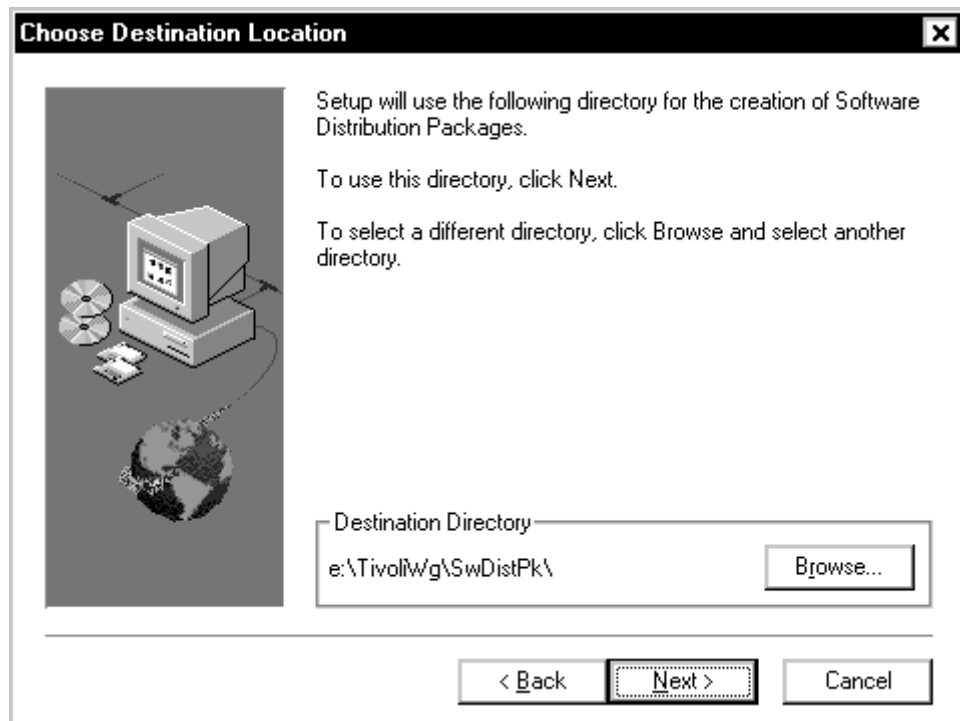 Choose Destination Location
Setup will use the following directory for the creation of Software
Distribution Packages.
To use this directory, click Next.
To select a different directory, click Browse and select another
directory.
Destination Directory
e:\TivoliWg\SwDistPk\
Browse...
< Back
Next >
Cancel